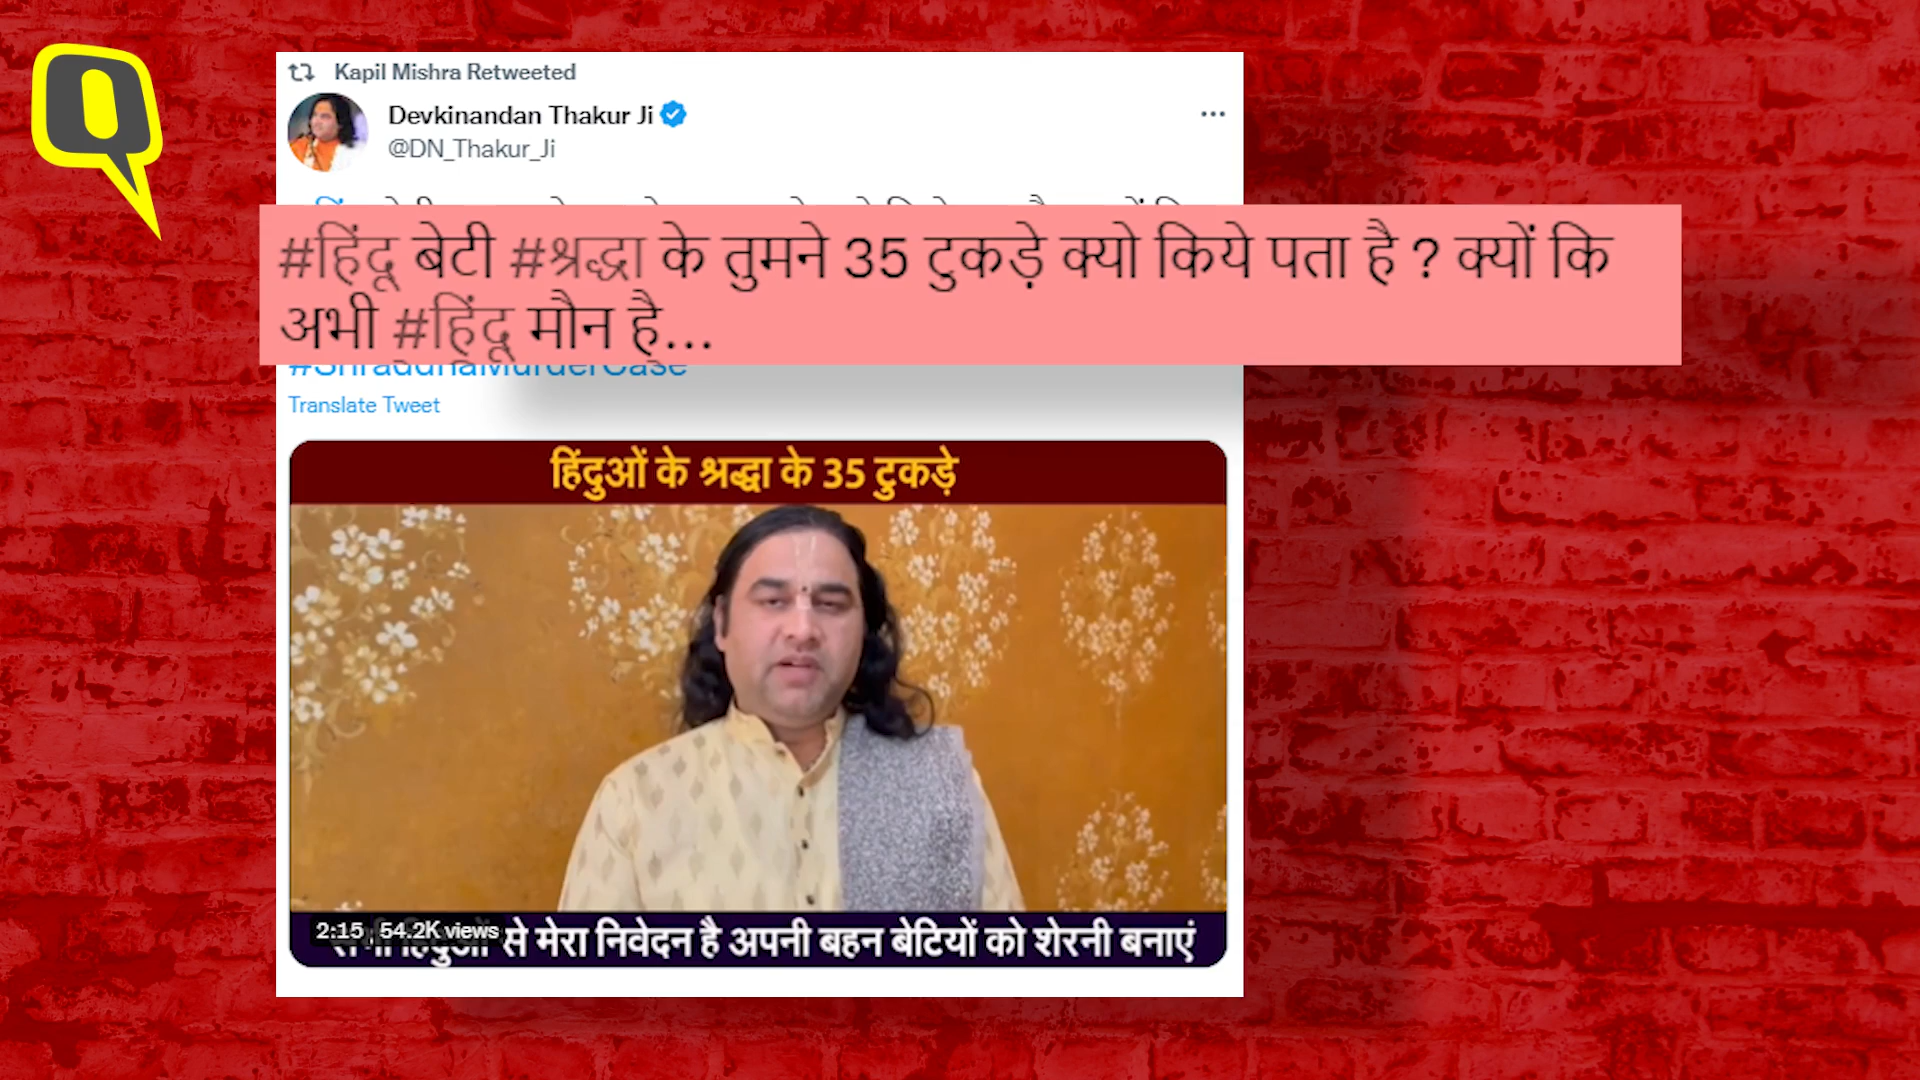 Kapil Mishra Retweeted
Devkinandan Thakur Ji
@DN_Thakur_Ji
#हिंदू बेटी #श्रद्धा के तुमने 35 टुकड़े क्यो किये पता है ? क्यों कि
अभी #हिंदू मौन है...
#ShraddhaMurderCase
Translate Tweet
हिंदुओं के श्रद्धा के 35 टुकड़े
2:15 54.2K views
से मेरा निवेदन है अपनी बहन बेटियों को शेरनी बनाएं